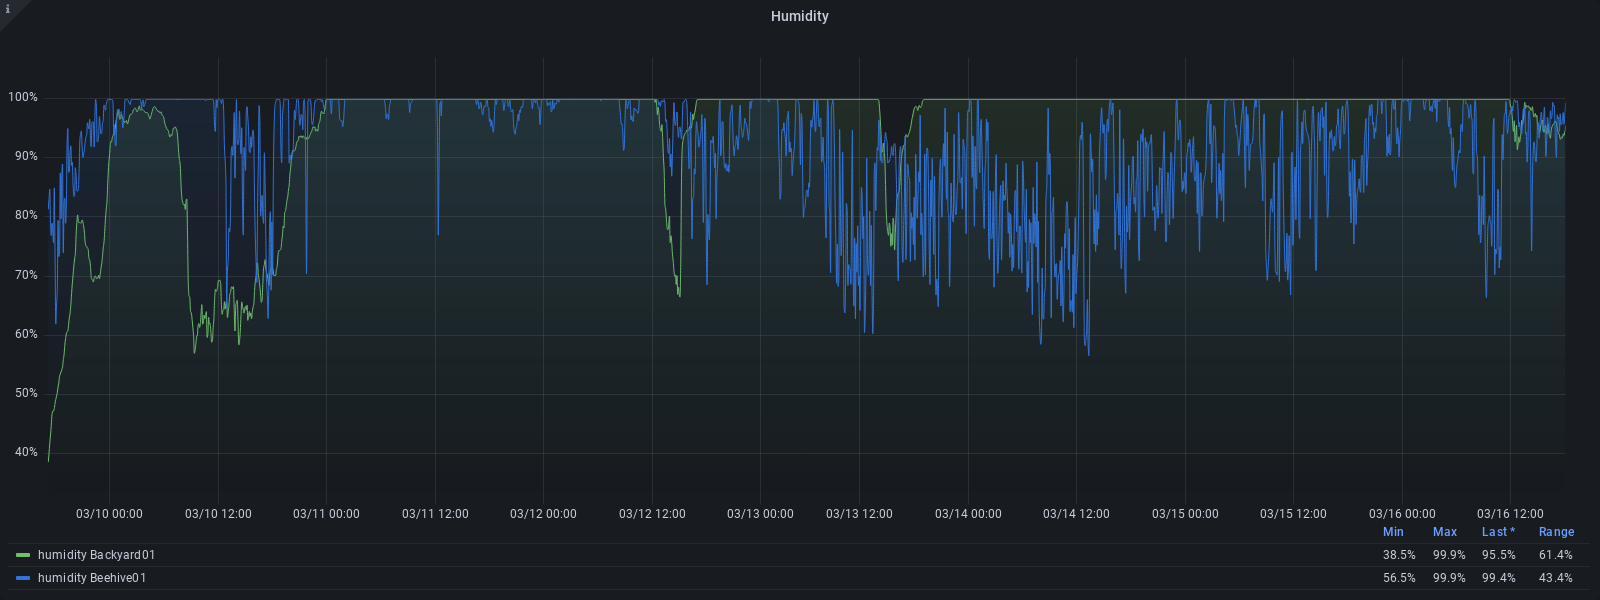 i
Humidity
100%
90%
80%
70%
60%
50%
40%
03/10 00:00 03/10 12:00 03/11 00:00 03/11 12:00 03/12 00:00 03/12 12:00 03/13 00:00 03/13 12:00 03/14 00:00 03/14 12:00 03/15 00:00 03/15 12:00 03/16 00:00 03/16 12:00
Min Max Last * Range
humidity Backyard01 38.5% 99.9% 95.5% 61.4%
humidity Beehive01 56.5% 99.9% 99.4% 43.4%